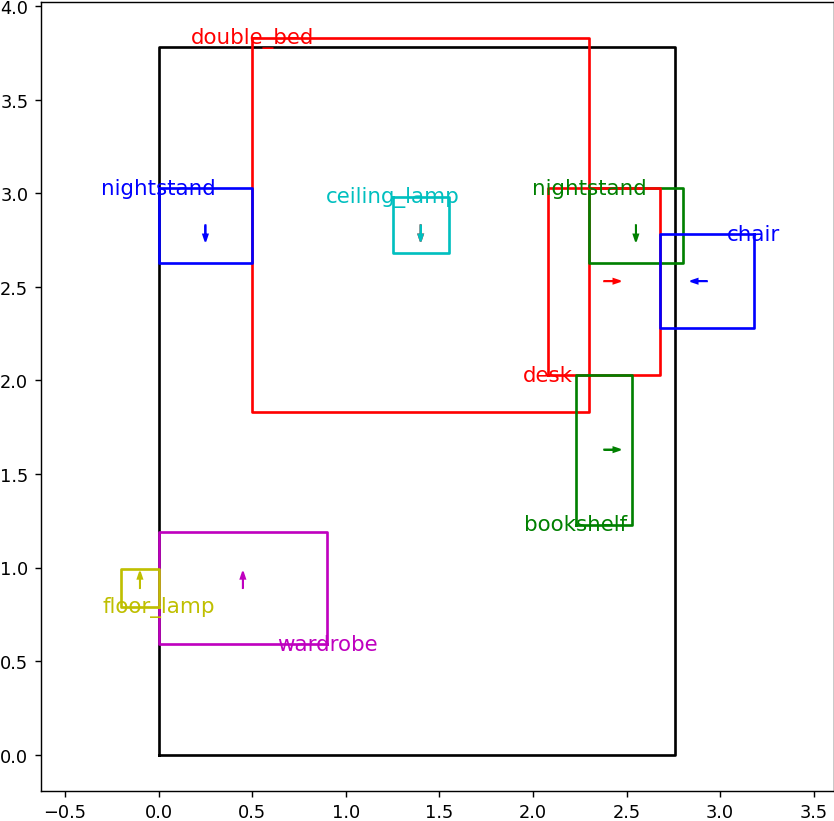 4.0
double_bed
3.5
nightstand
nightstand
ceiling_lamp
3.0
chair
2.5
desk
2.0
1.5
bookshelf
1.0
floor_lamp
wardrobe
0.5
0.0
−0.5 0.0 0.5 1.0 1.5 2.0 2.5 3.0 3.5